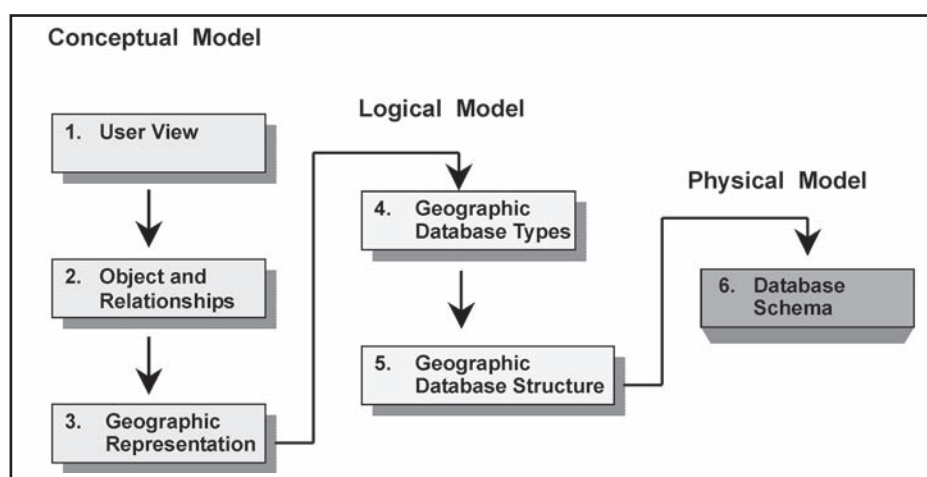 Conceptual Model
1. User View
2. Object and
Relationships
3. Geographic
Representation
Logical Model
4. Geographic
Database Types
5. Geographic
Database Structure
Physical Model
6. Database
Schema